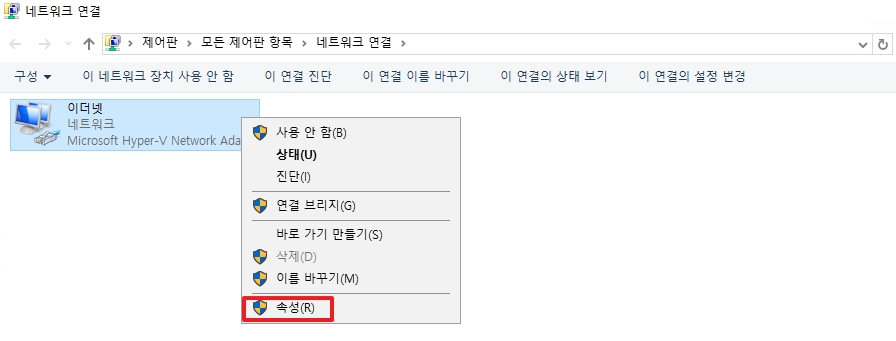 네트워크 연결
제어판 > 모든 제어판 항목 > 네트워크 연결 >
구성 이 네트워크 장치 사용 안 함 이 연결 진단 이 연결 이름 바꾸기 이 연결의 상태 보기 이 연결의 설정 변경
이더넷
네트워크
Microsoft Hyper-V Network Ada
사용 안 함(B)
상태(U)
진단(I)
연결 브리지(G)
바로 가기 만들기(S)
삭제(D)
이름 바꾸기(M)
속성(R)